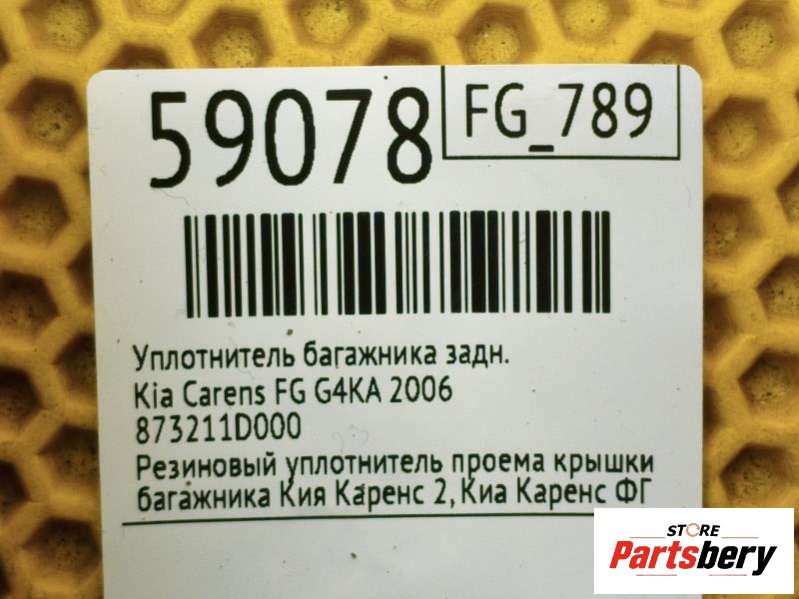 59078
FG_789
Уплотнитель багажника задн.
Kia Carens FG G4KA 2006
873211D000
Резиновый уплотнитель проема крышки
багажника Кия Каренс 2, Киа Каренс ФГ
STORE
Partsbery